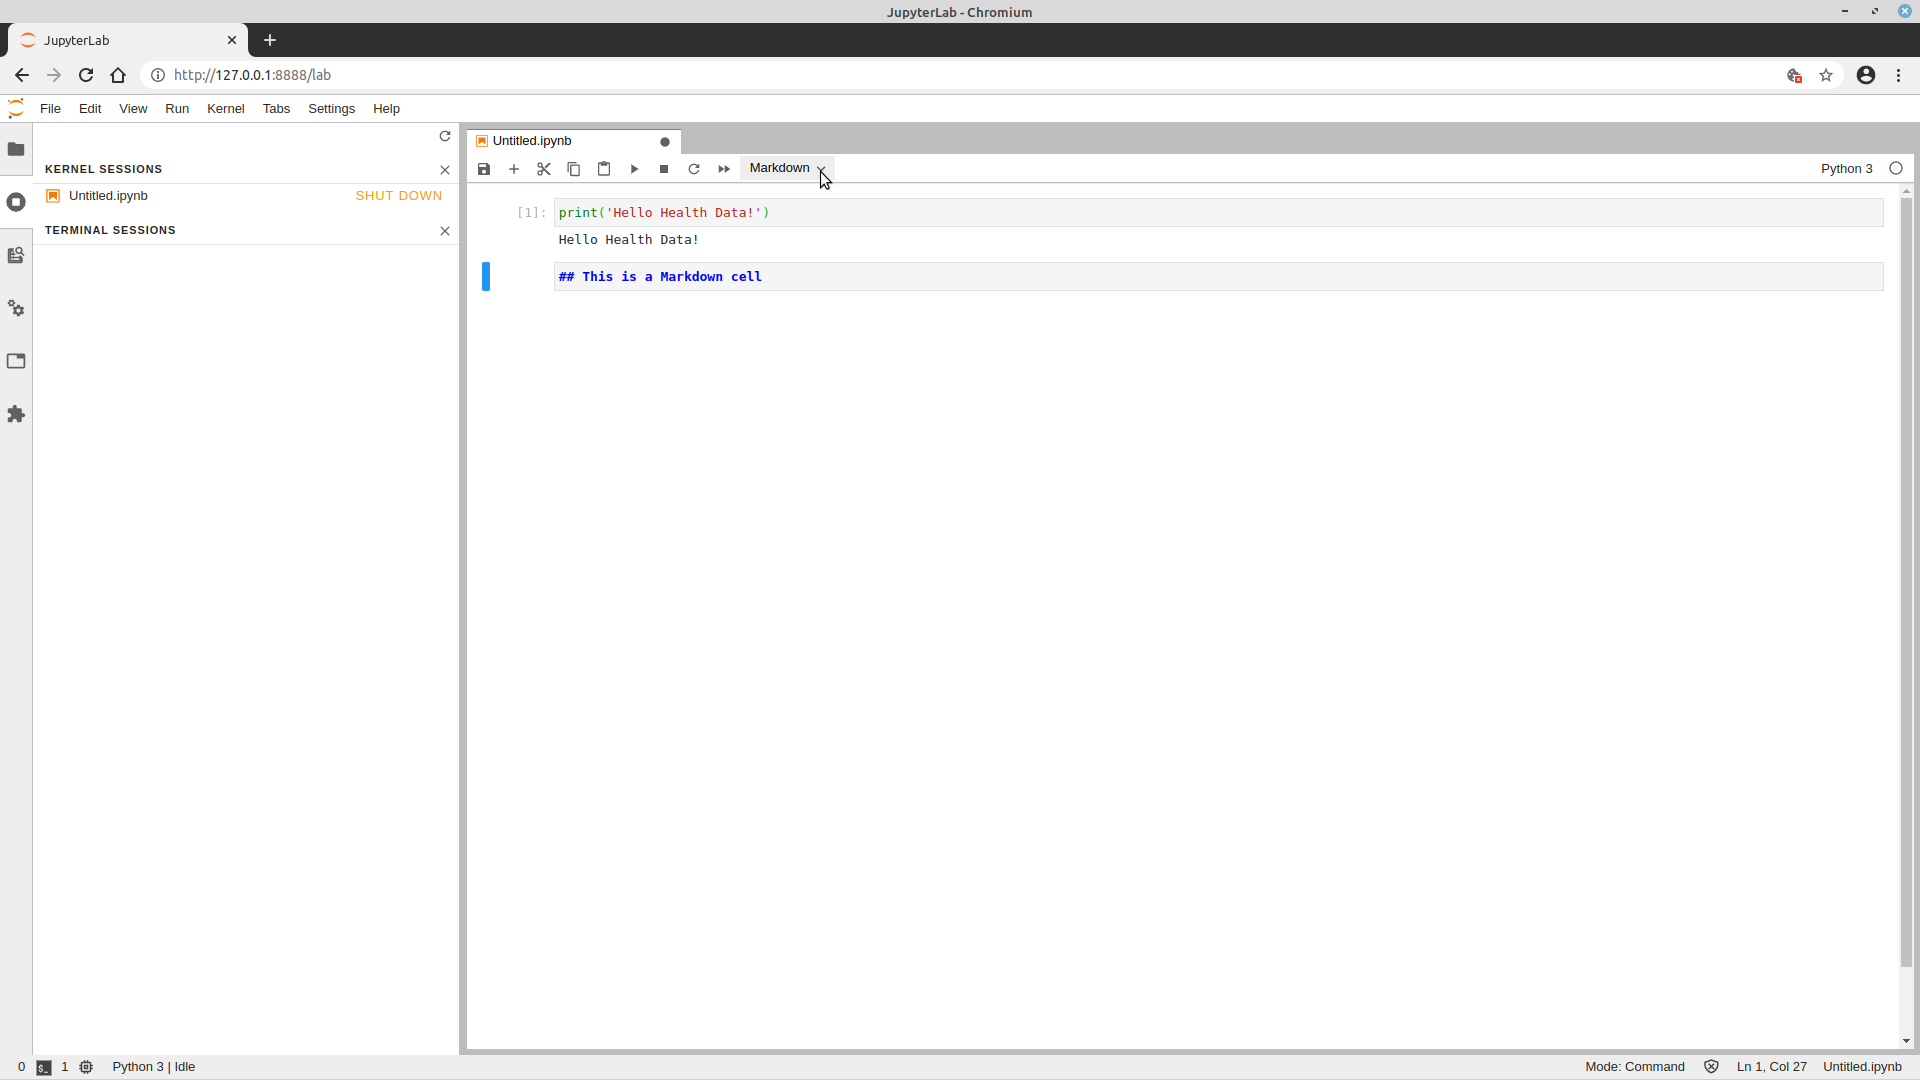 JupyterLab - Chromium
JupyterLab
http://127.0.0.1:8888/lab
File Edit View Run Kernel Tabs Settings Help
KERNEL SESSIONS
Untitled.ipynb SHUT DOWN
TERMINAL SESSIONS
Untitled.ipynb
Markdown
Python 3
[1]: print('Hello Health Data!')
Hello Health Data!
## This is a Markdown cell
0 $_ 1 Python 3 | Idle
Mode: Command Ln 1, Col 27 Untitled.ipynb